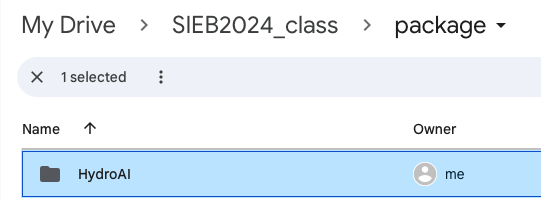 My Drive > SIEB2024_class > package
1 selected
Name Owner
HydroAI me